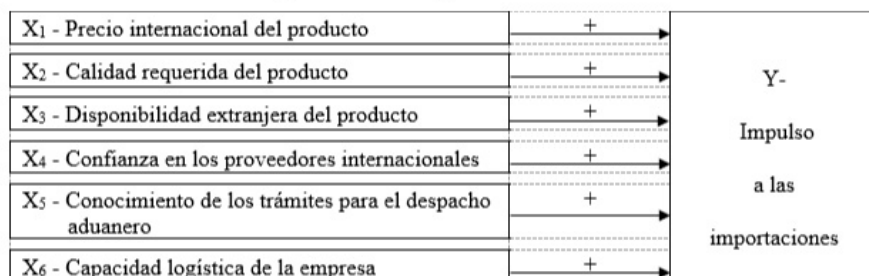 X1 - Precio internacional del producto
+
X2 - Calidad requerida del producto
+
X3 - Disponibilidad extranjera del producto
+
X4 - Confianza en los proveedores internacionales
+
X5 - Conocimiento de los trámites para el despacho
aduanero
+
X6 - Capacidad logística de la empresa
+
Y-
Impulso
a las
importaciones